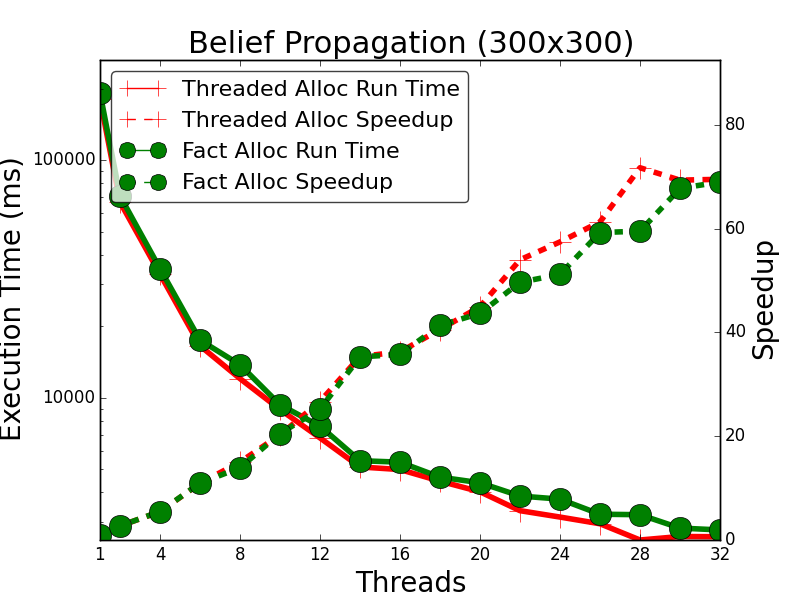 Belief Propagation (300x300)
Threaded Alloc Run Time
Threaded Alloc Speedup
Fact Alloc Run Time
Fact Alloc Speedup
Execution Time (ms)
100000
10000
80
60
40
20
0
Speedup
1 4 8 12 16 20 24 28 32
Threads